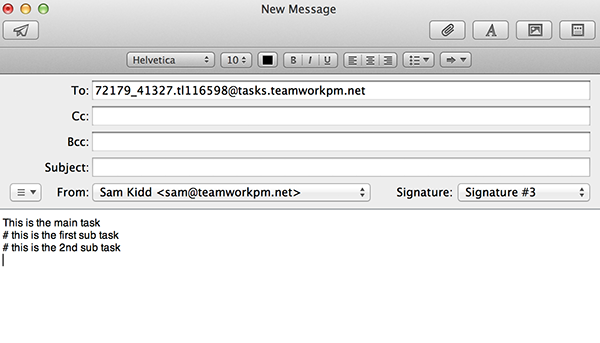 New Message
Helvetica 10 B I U
To: 72179_41327.tl116598@tasks.teamworkpm.net
Cc:
Bcc:
Subject:
From: Sam Kidd <sam@teamworkpm.net> Signature: Signature #3
This is the main task
# this is the first sub task
# this is the 2nd sub task